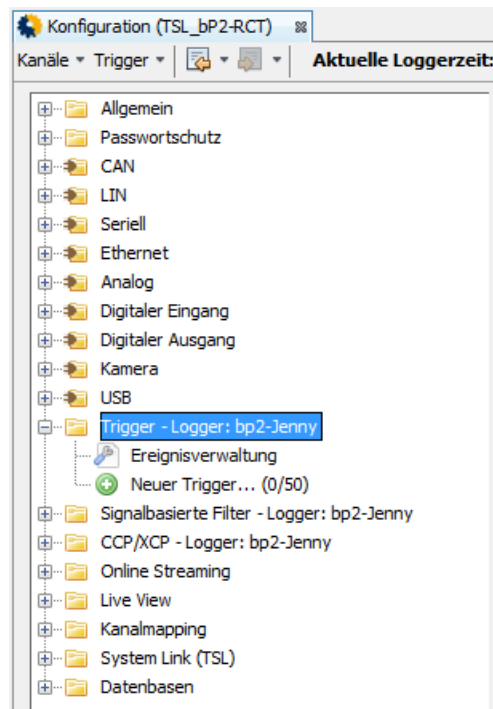 Konfiguration (TSL_bP2-RCT)
Kanäle Trigger Aktuelle Loggerzeit:
Allgemein
Passwortschutz
CAN
LIN
Seriell
Ethernet
Analog
Digitaler Eingang
Digitaler Ausgang
Kamera
USB
Trigger - Logger: bp2-Jenny
Ereignisverwaltung
Neuer Trigger... (0/50)
Signalbasierte Filter - Logger: bp2-Jenny
CCP/XCP - Logger: bp2-Jenny
Online Streaming
Live View
Kanalmapping
System Link (TSL)
Datenbasen